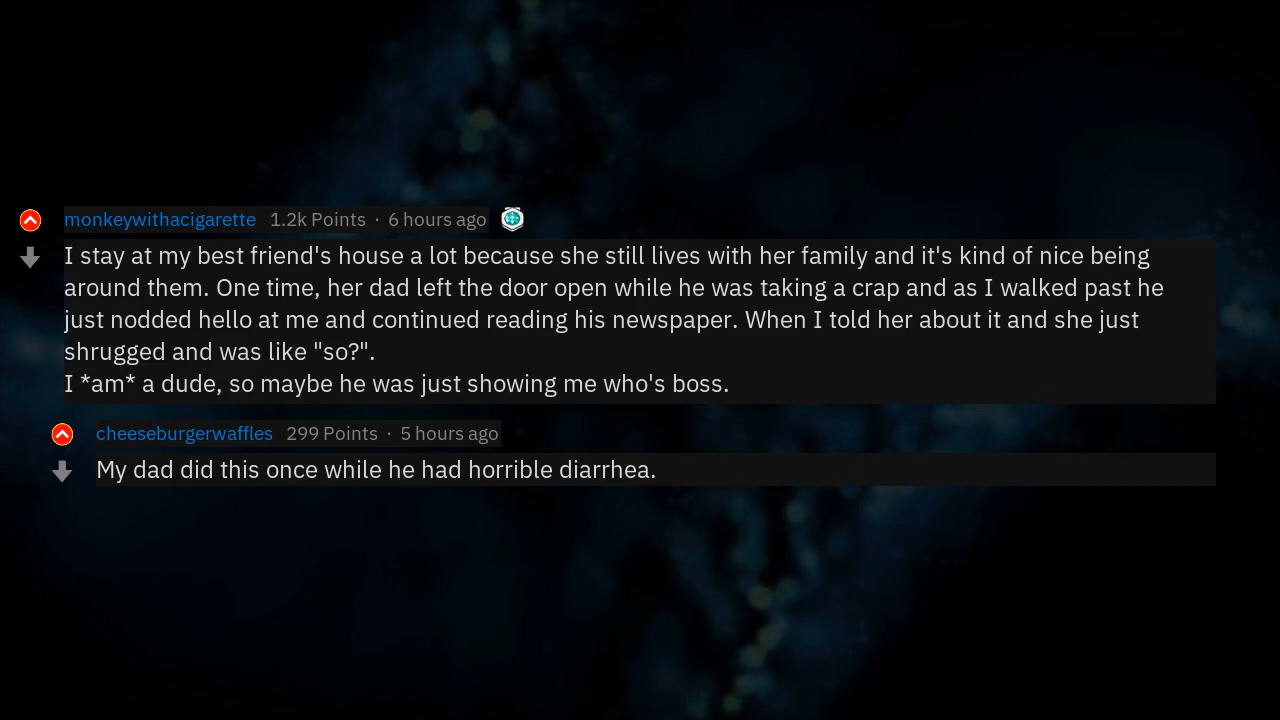 monkeywithacigarette 1.2k Points · 6 hours ago
I stay at my best friend's house a lot because she still lives with her family and it's kind of nice being
around them. One time, her dad left the door open while he was taking a crap and as I walked past he
just nodded hello at me and continued reading his newspaper. When I told her about it and she just
shrugged and was like "so?".
I *am* a dude, so maybe he was just showing me who's boss.
cheeseburgerwaffles 299 Points · 5 hours ago
My dad did this once while he had horrible diarrhea.